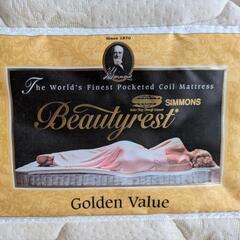 Since 1870
The World's Finest Pocketed Coil Mattress
SIMMONS
Beautyrest®
Golden Value